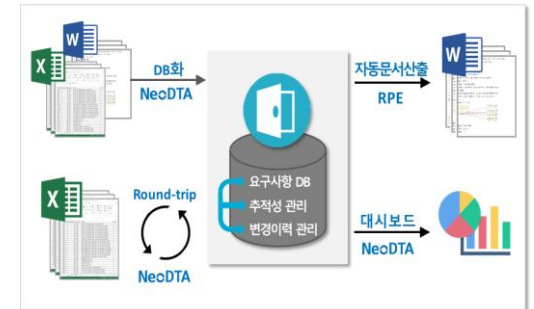 W
X
DB화
NeoDTA
자동문서산출
RPE
W
요구사항 DB
추적성 관리
변경이력 관리
X
Round-trip
NeoDTA
대시보드
NeoDTA